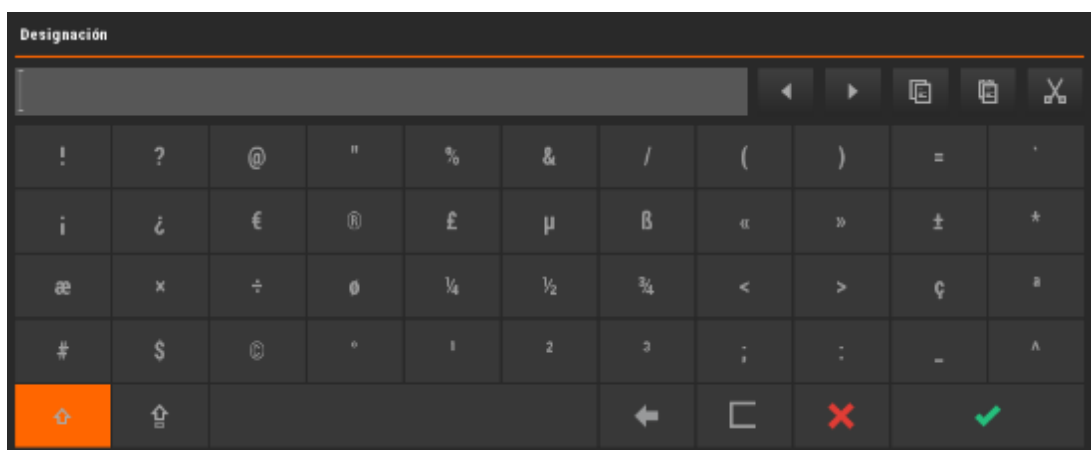 Designación
! ? @ " % & / ( ) = `
¡ ¿ € ® £ µ ß « » ± *
æ × ÷ ø ¼ ½ ¾ < > ç ª
# $ © ° ¹ ² ³ ; : _ ^